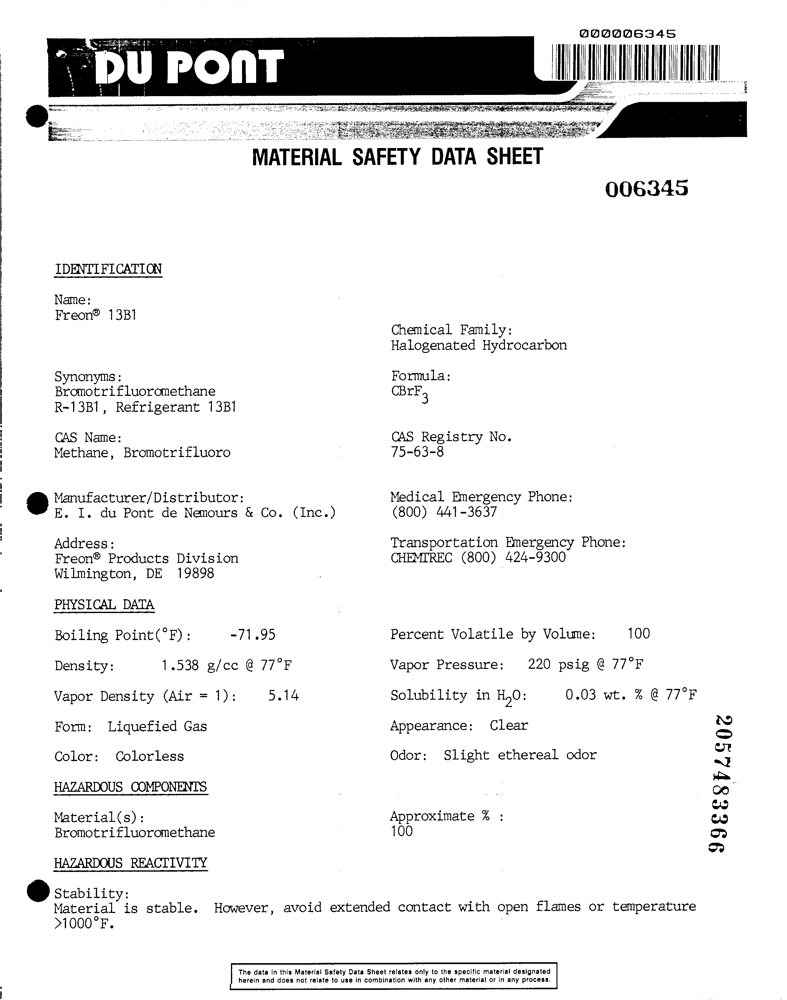 000006345
DU PONT
MATERIAL SAFETY DATA SHEET
006345
IDENTIFICATION
Name:
Freon® 13B1
Chemical Family:
Halogenated Hydrocarbon
Synonyms:
Bromotrifluoromethane
R-13B1, Refrigerant 13B1
Formula:
CBrF3
CAS Name:
Methane, Bromotrifluoro
CAS Registry No.
75-63-8
Manufacturer/Distributor:
E. I. du Pont de Nemours & Co. (Inc.)
Medical Emergency Phone:
(800) 441-3637
Address:
Freon® Products Division
Wilmington, DE 19898
Transportation Emergency Phone:
CHEMTREC (800) 424-9300
PHYSICAL DATA
Boiling Point(°F): -71.95
Percent Volatile by Volume: 100
Density: 1.538 g/cc @ 77°F
Vapor Pressure: 220 psig @ 77°F
Vapor Density (Air = 1): 5.14
Solubility in H2O: 0.03 wt. % @ 77°F
Form: Liquefied Gas
Appearance: Clear
Color: Colorless
Odor: Slight ethereal odor
HAZARDOUS COMPONENTS
Material(s):
Bromotrifluoromethane
Approximate % :
100
HAZARDOUS REACTIVITY
Stability:
Material is stable. However, avoid extended contact with open flames or temperature
>1000°F.
2057483366
The data in this Material Safety Data Sheet relates only to the specific material designated
herein and does not relate to use in combination with any other material or in any process.